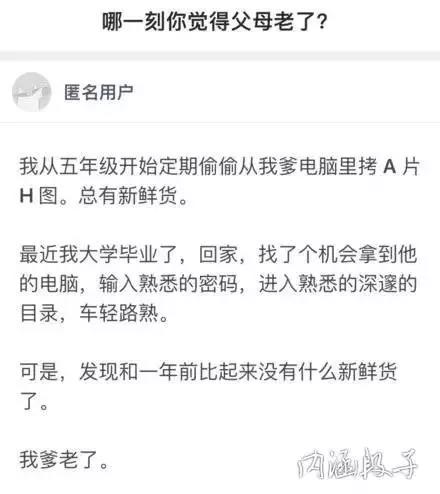 哪一刻你觉得父母老了?
匿名用户
我从五年级开始定期偷偷从我爹电脑里拷 A 片
H 图。总有新鲜货。
最近我大学毕业了，回家，找了个机会拿到他
的电脑，输入熟悉的密码，进入熟悉的深邃的
目录，车轻路熟。
可是，发现和一年前比起来没有什么新鲜货
了。
我爹老了。
内涵段子